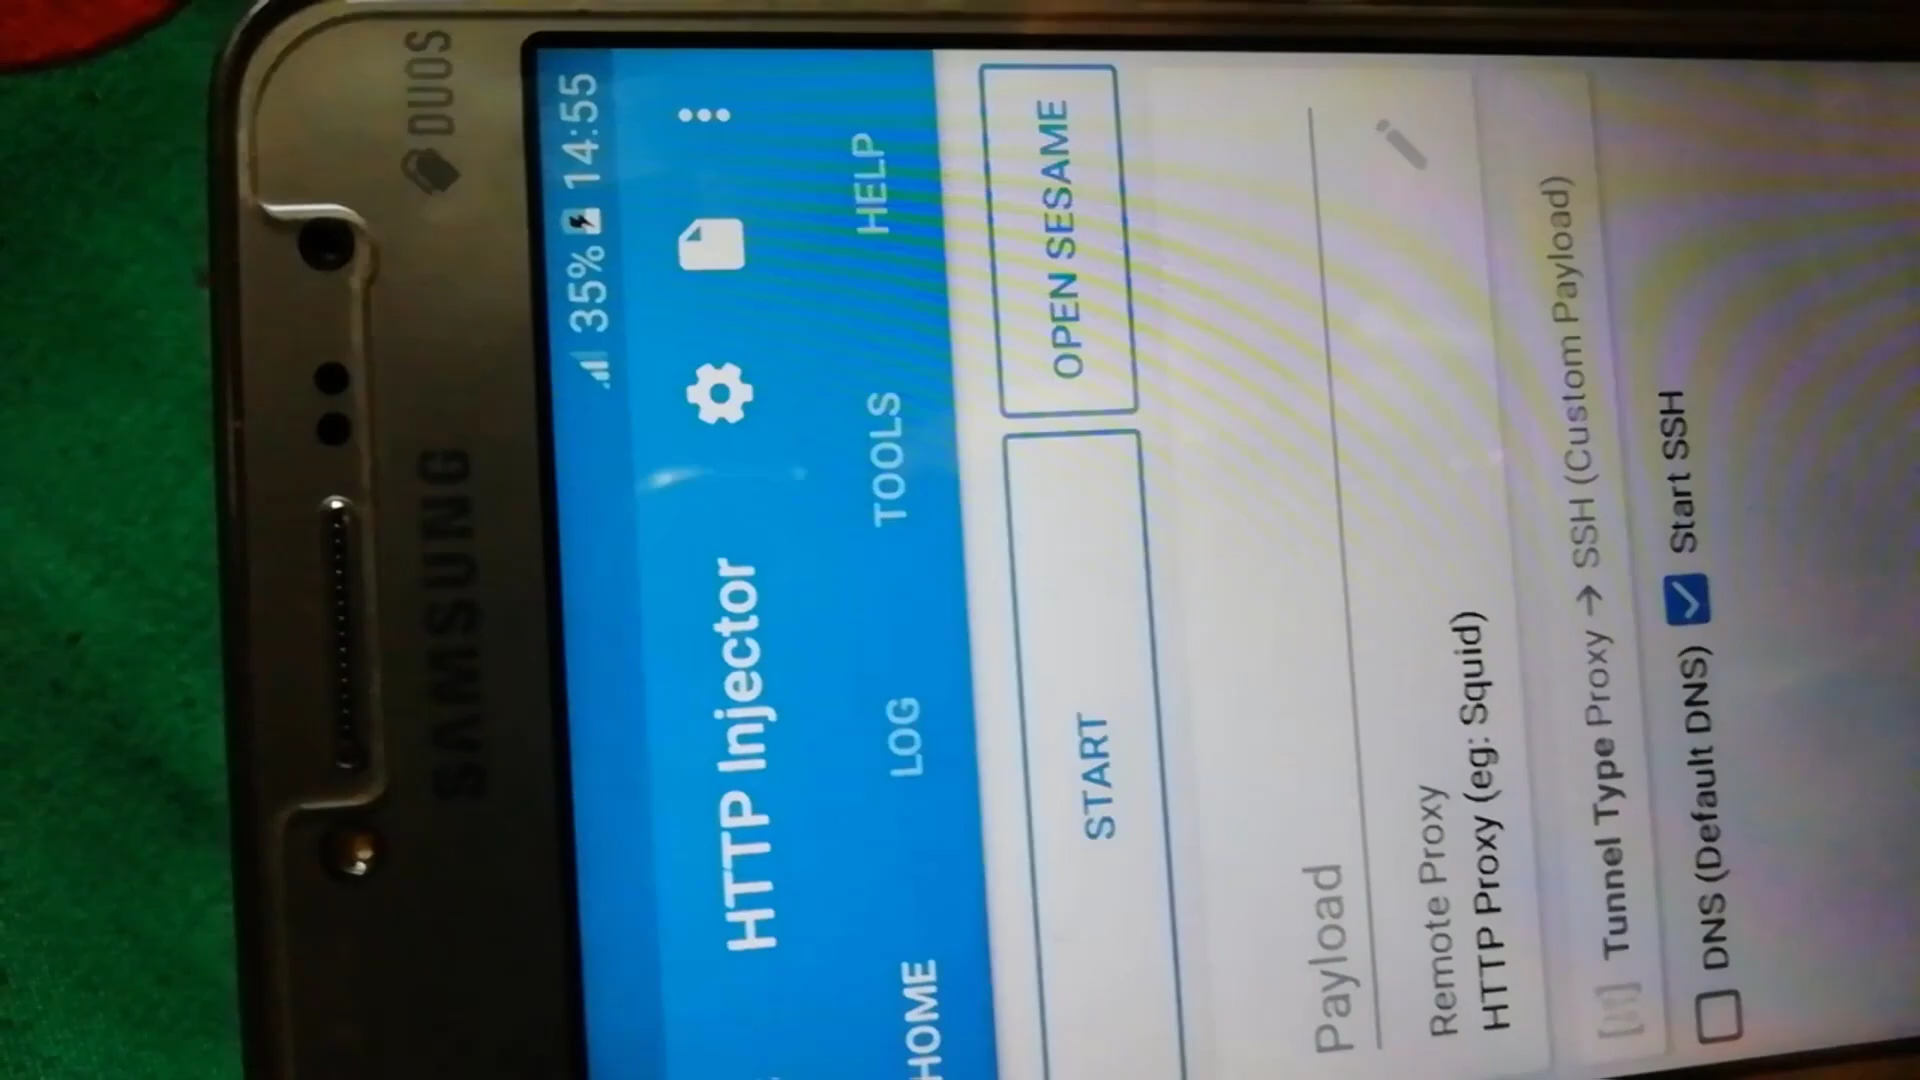 SAMSUNG
DUOS
35% 14:55
HTTP Injector
HOME LOG TOOLS HELP
START OPEN SESAME
Payload
Remote Proxy
HTTP Proxy (eg: Squid)
Tunnel Type Proxy → SSH (Custom Payload)
DNS (Default DNS) Start SSH